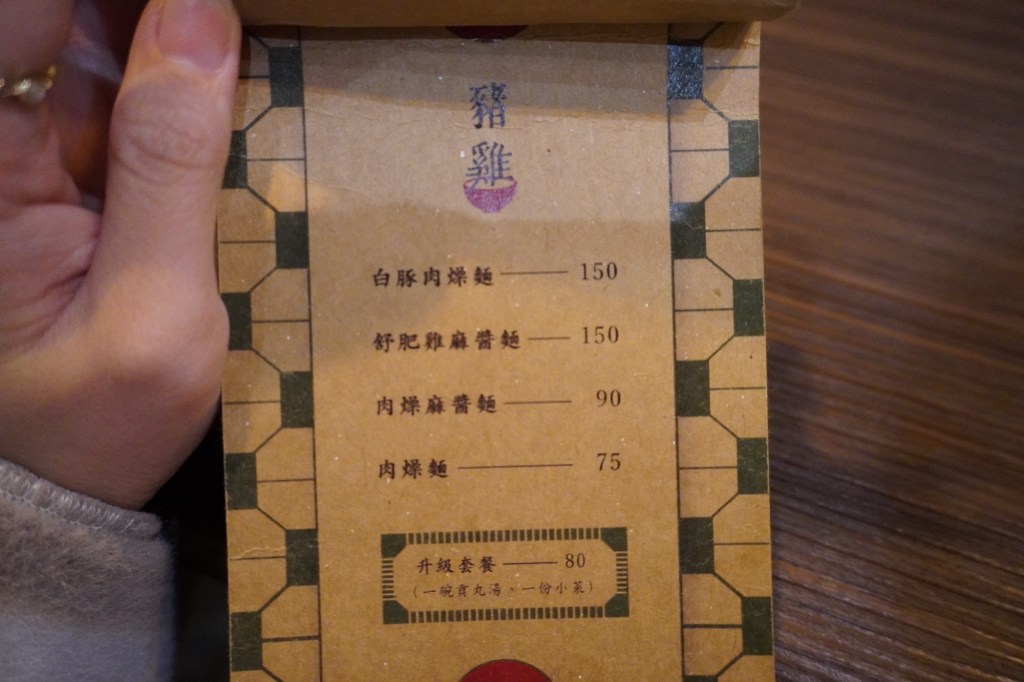 豬
雞
白豚肉燥麵 150
舒肥雞麻醬麵 150
肉燥麻醬麵 90
肉燥麵 75
升級套餐 80
（一碗貢丸湯、一份小菜）